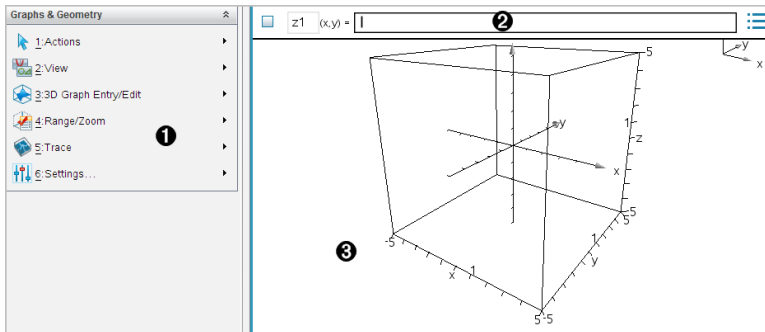 Graphs & Geometry
1:Actions
2:View
3:3D Graph Entry/Edit
4:Range/Zoom
5:Trace
6:Settings...
1
z1 (x,y) =
2
y
x
5
y
1
z
x
-5
5
-5
3
1
x
1
y
5 -5